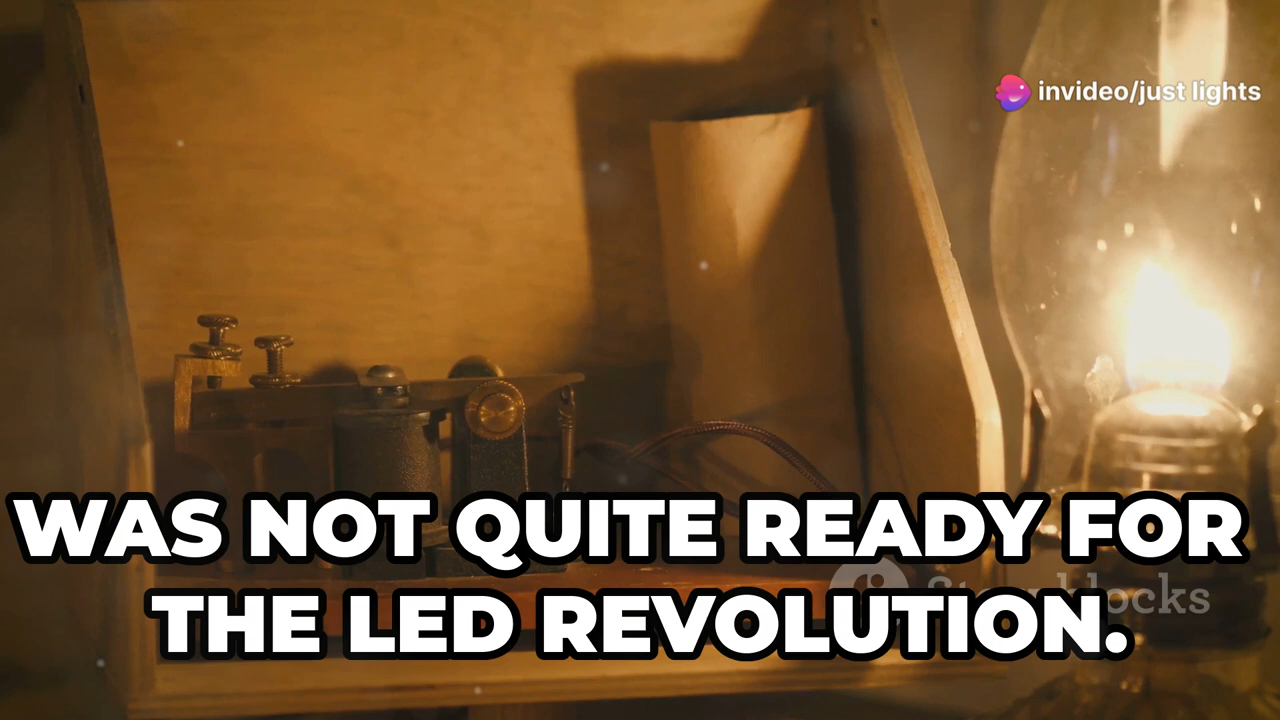 invideo/just lights
WAS NOT QUITE READY FOR
THE LED REVOLUTION.